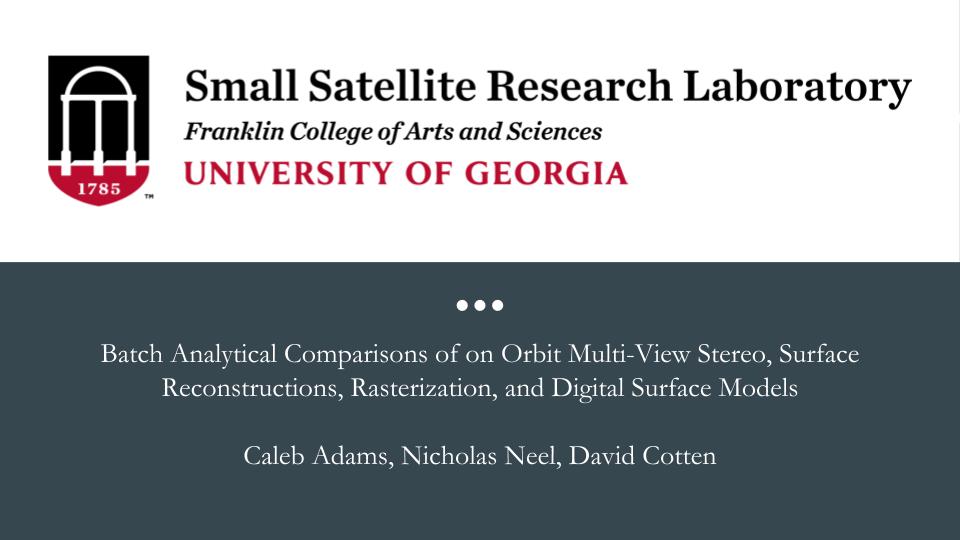 Small Satellite Research Laboratory
Franklin College of Arts and Sciences
UNIVERSITY OF GEORGIA
1785
™
Batch Analytical Comparisons of on Orbit Multi-View Stereo, Surface
Reconstructions, Rasterization, and Digital Surface Models
Caleb Adams, Nicholas Neel, David Cotten